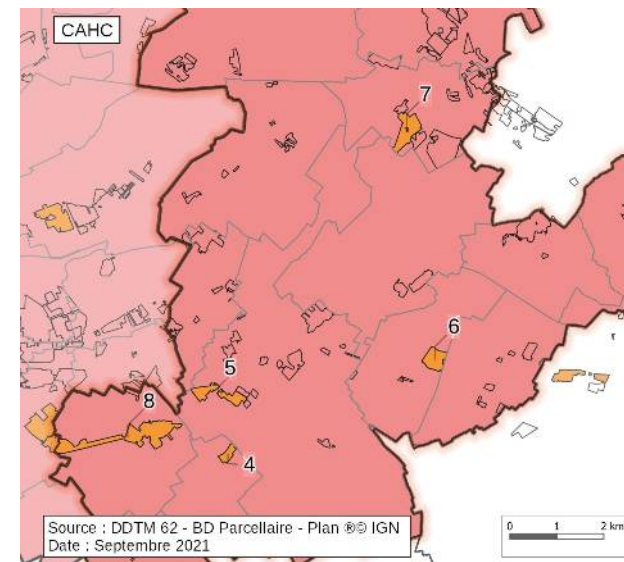 CAHC
7
6
5
8
4
Source : DDTM 62 - BD Parcellaire - Plan ®© IGN
Date : Septembre 2021
0 1 2 km